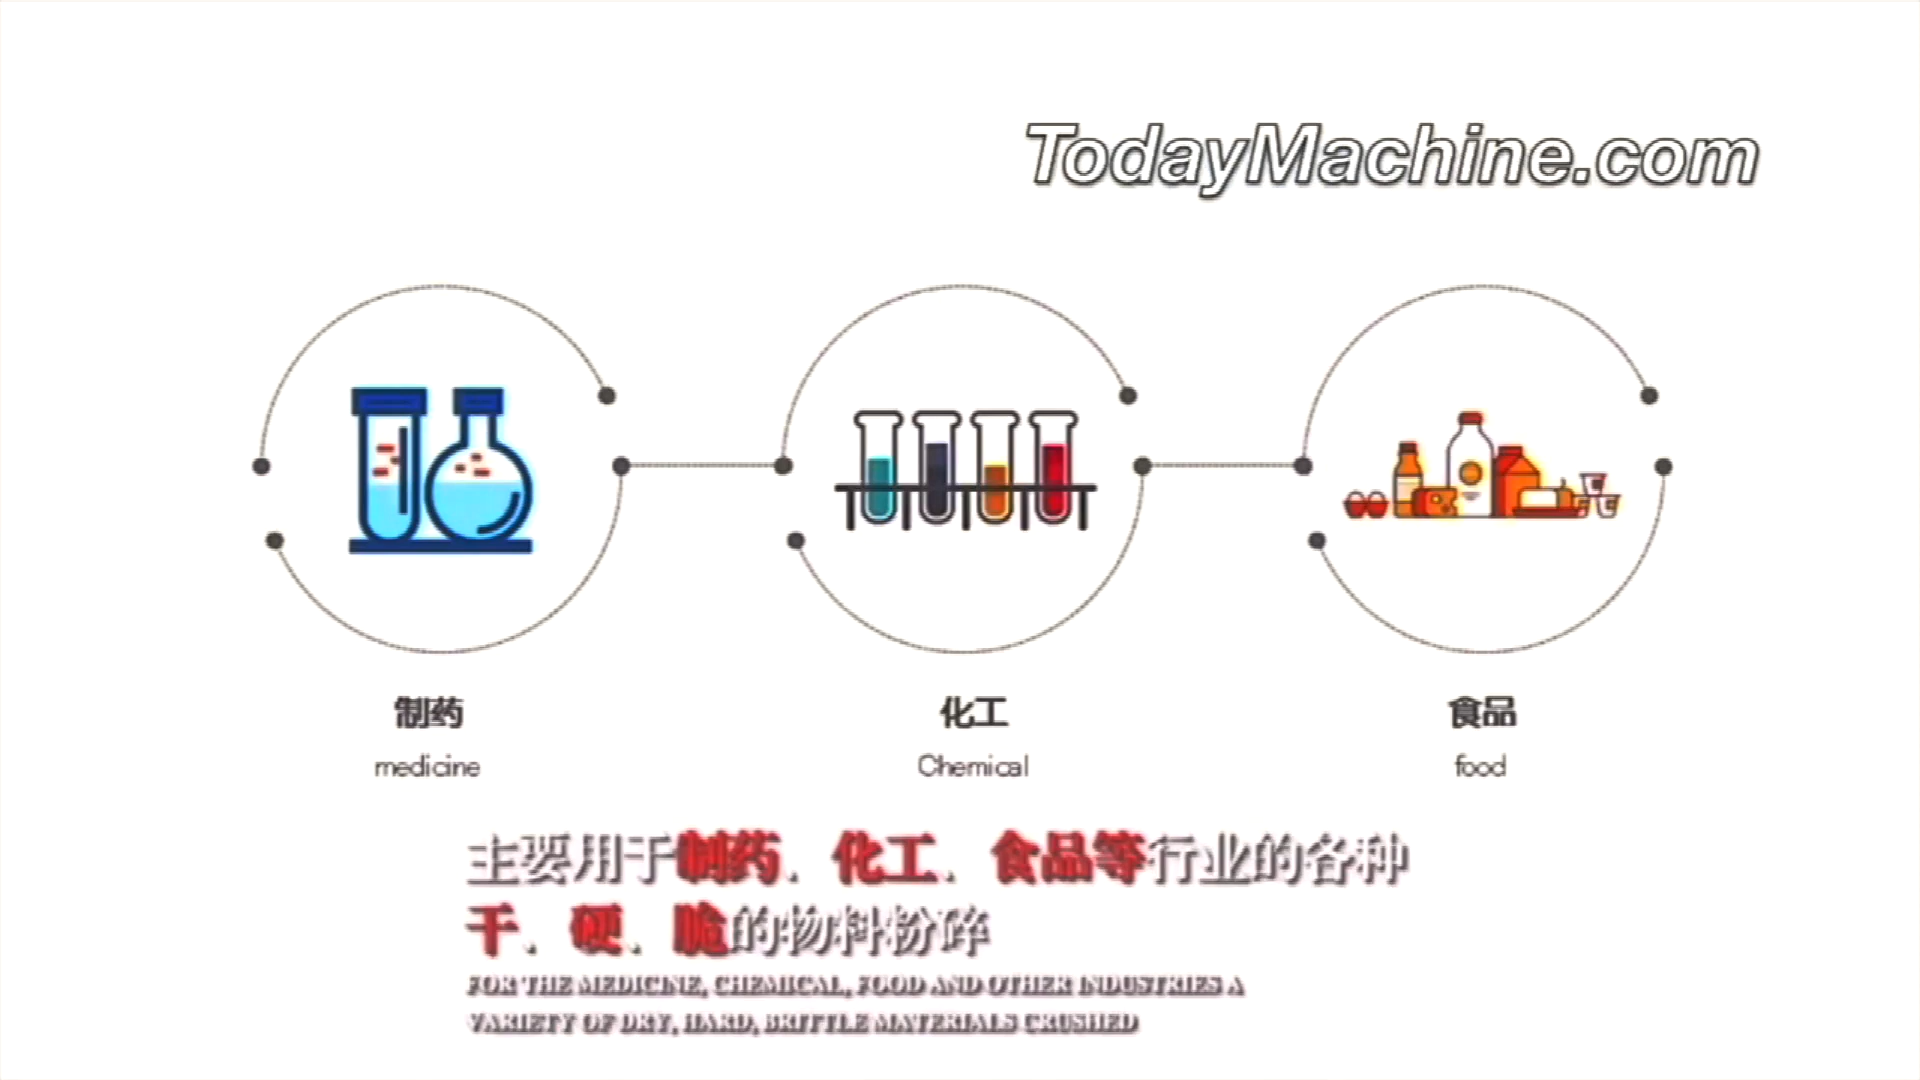 TodayMachine.com
制药
化工
食品
medicine
Chemical
food
主要用于制药、化工、食品等行业的各种
干、硬、脆的物料粉碎
FOR THE MEDICINE, CHEMICAL, FOOD AND OTHER INDUSTRIES A
VARIETY OF DRY, HARD, BRITTLE MATERIALS CRUSHED